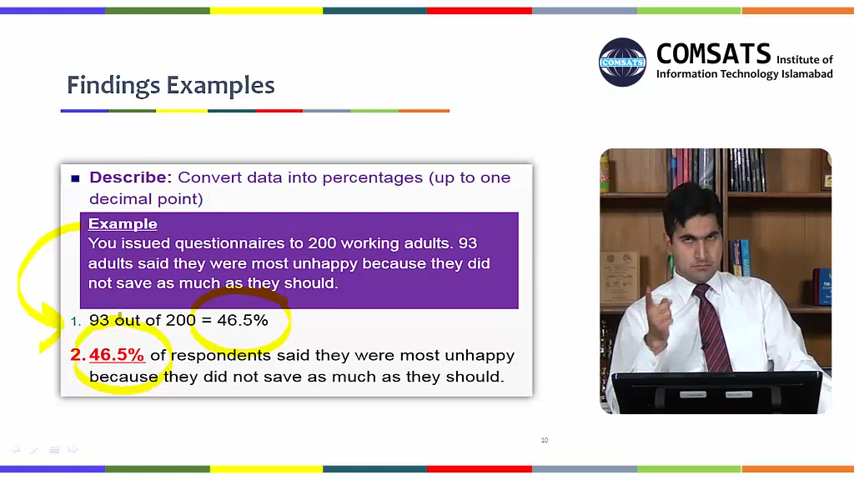 COMSATS Institute of
Information Technology Islamabad
COMSATS
Findings Examples
Describe: Convert data into percentages (up to one
decimal point)
Example
You issued questionnaires to 200 working adults. 93
adults said they were most unhappy because they did
not save as much as they should.
1. 93 out of 200 = 46.5%
2. 46.5% of respondents said they were most unhappy
because they did not save as much as they should.
10